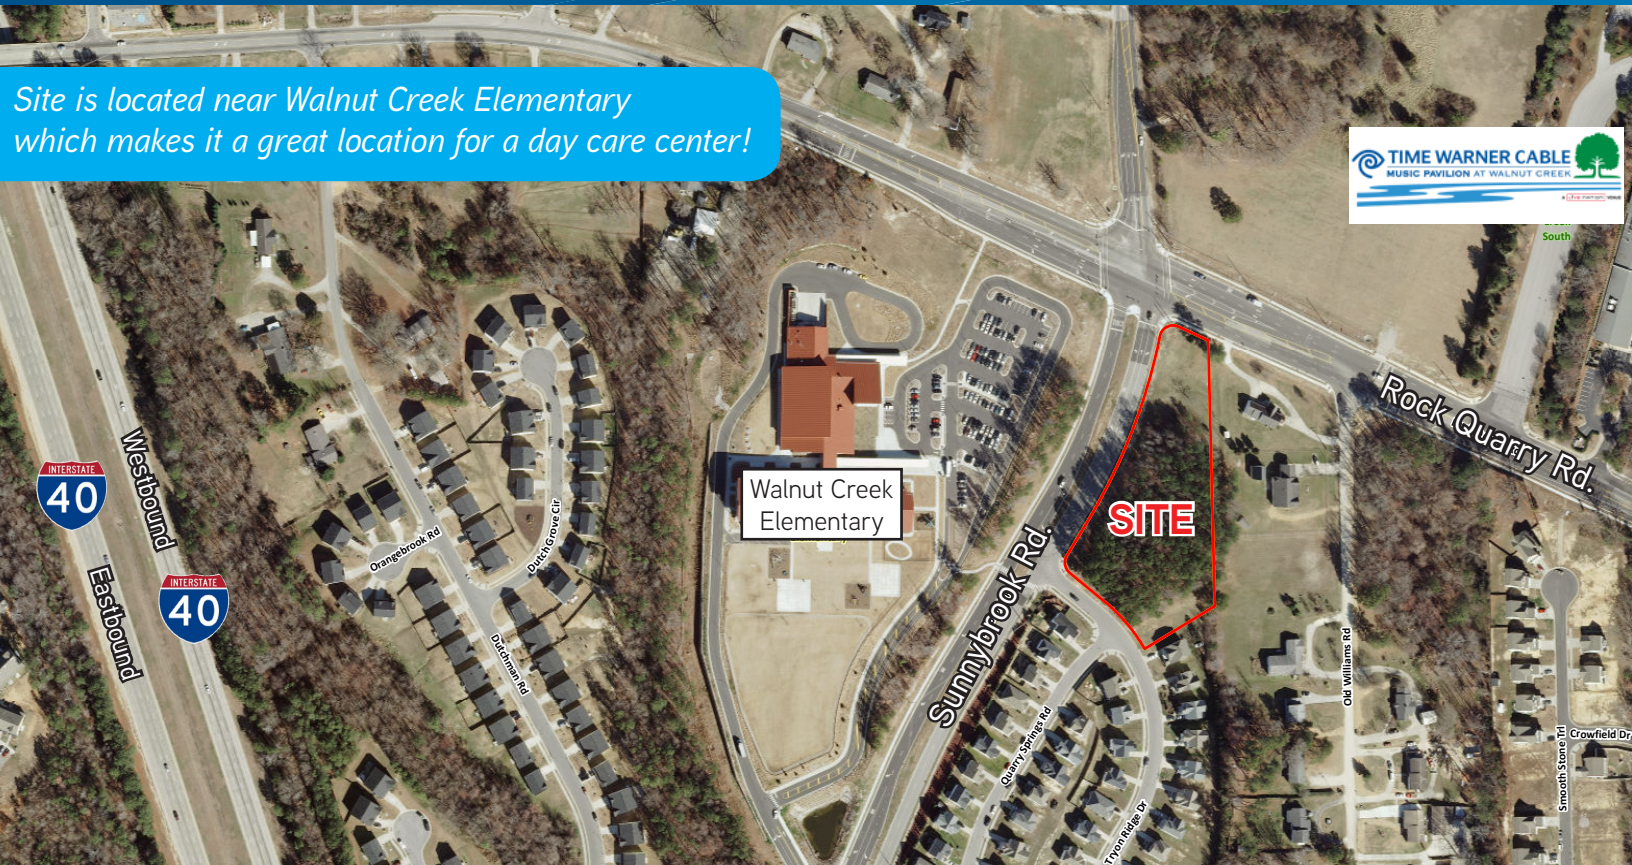 Site is located near Walnut Creek Elementary
which makes it a great location for a day care center!
TIME WARNER CABLE
MUSIC PAVILION AT WALNUT CREEK
South
Rock Quarry Rd.
INTERSTATE
40
Westbound
INTERSTATE
40
Eastbound
Walnut Creek
Elementary
SITE
Sunnybrook Rd.
Orangebrook Rd
Dutch Grove Cir
Dutchman Rd
Quarry Springs Rd
Tryon Ridge Dr
Old Williams Rd
Smooth Stone Trl
Crowfield Dr